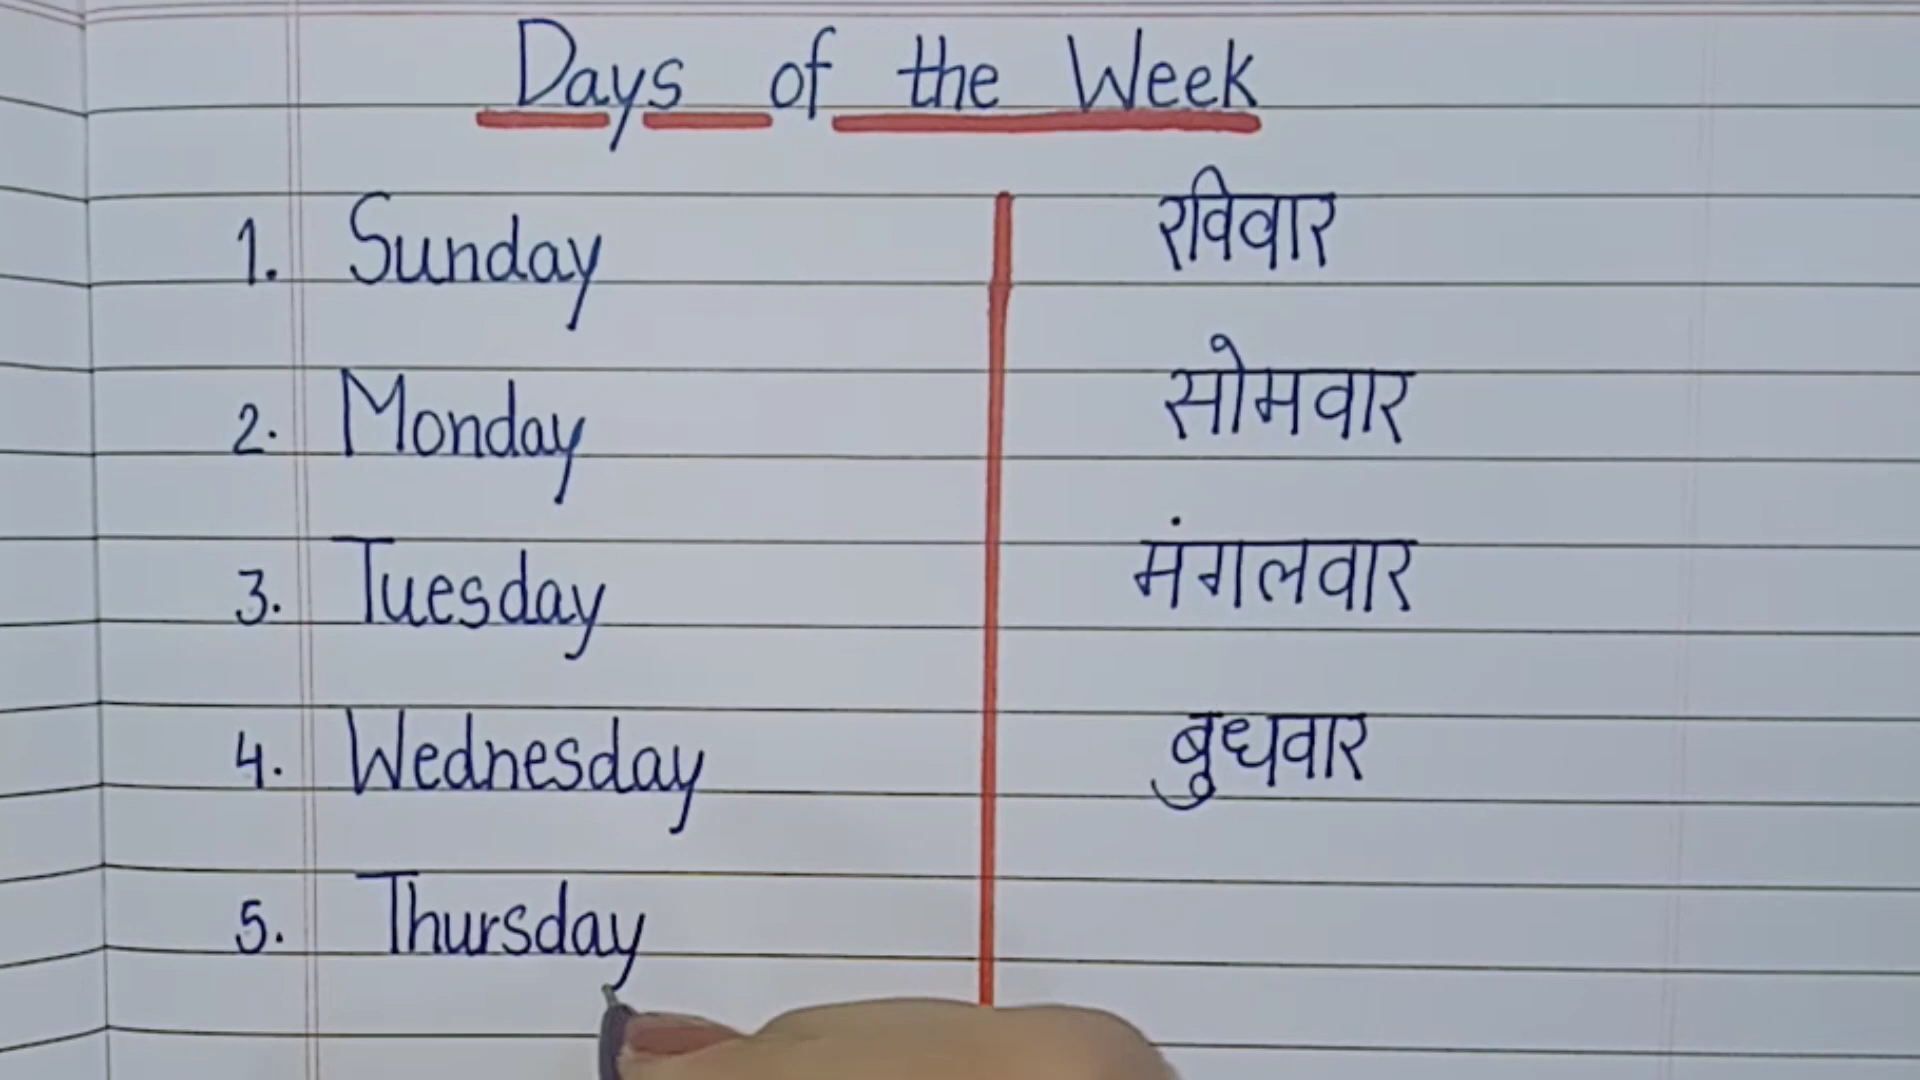 Days of the Week
1. Sunday रविवार
2. Monday सोमवार
3. Tuesday मंगलवार
4. Wednesday बुधवार
5. Thursday